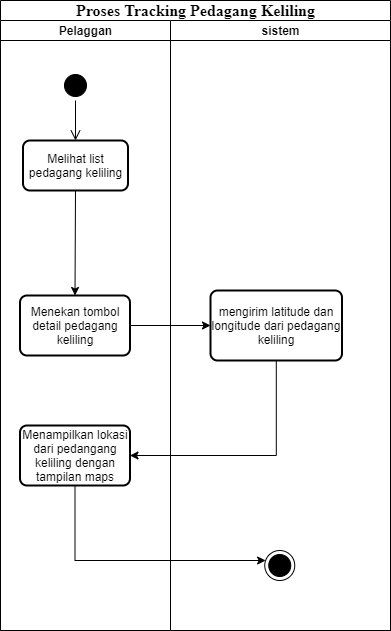 Proses Tracking Pedagang Keliling
Pelaggan
sistem
Melihat list
pedagang keliling
Menekan tombol
detail pedagang
keliling
mengirim latitude dan
longitude dari pedagang
keliling
Menampilkan lokasi
dari pedangang
keliling dengan
tampilan maps